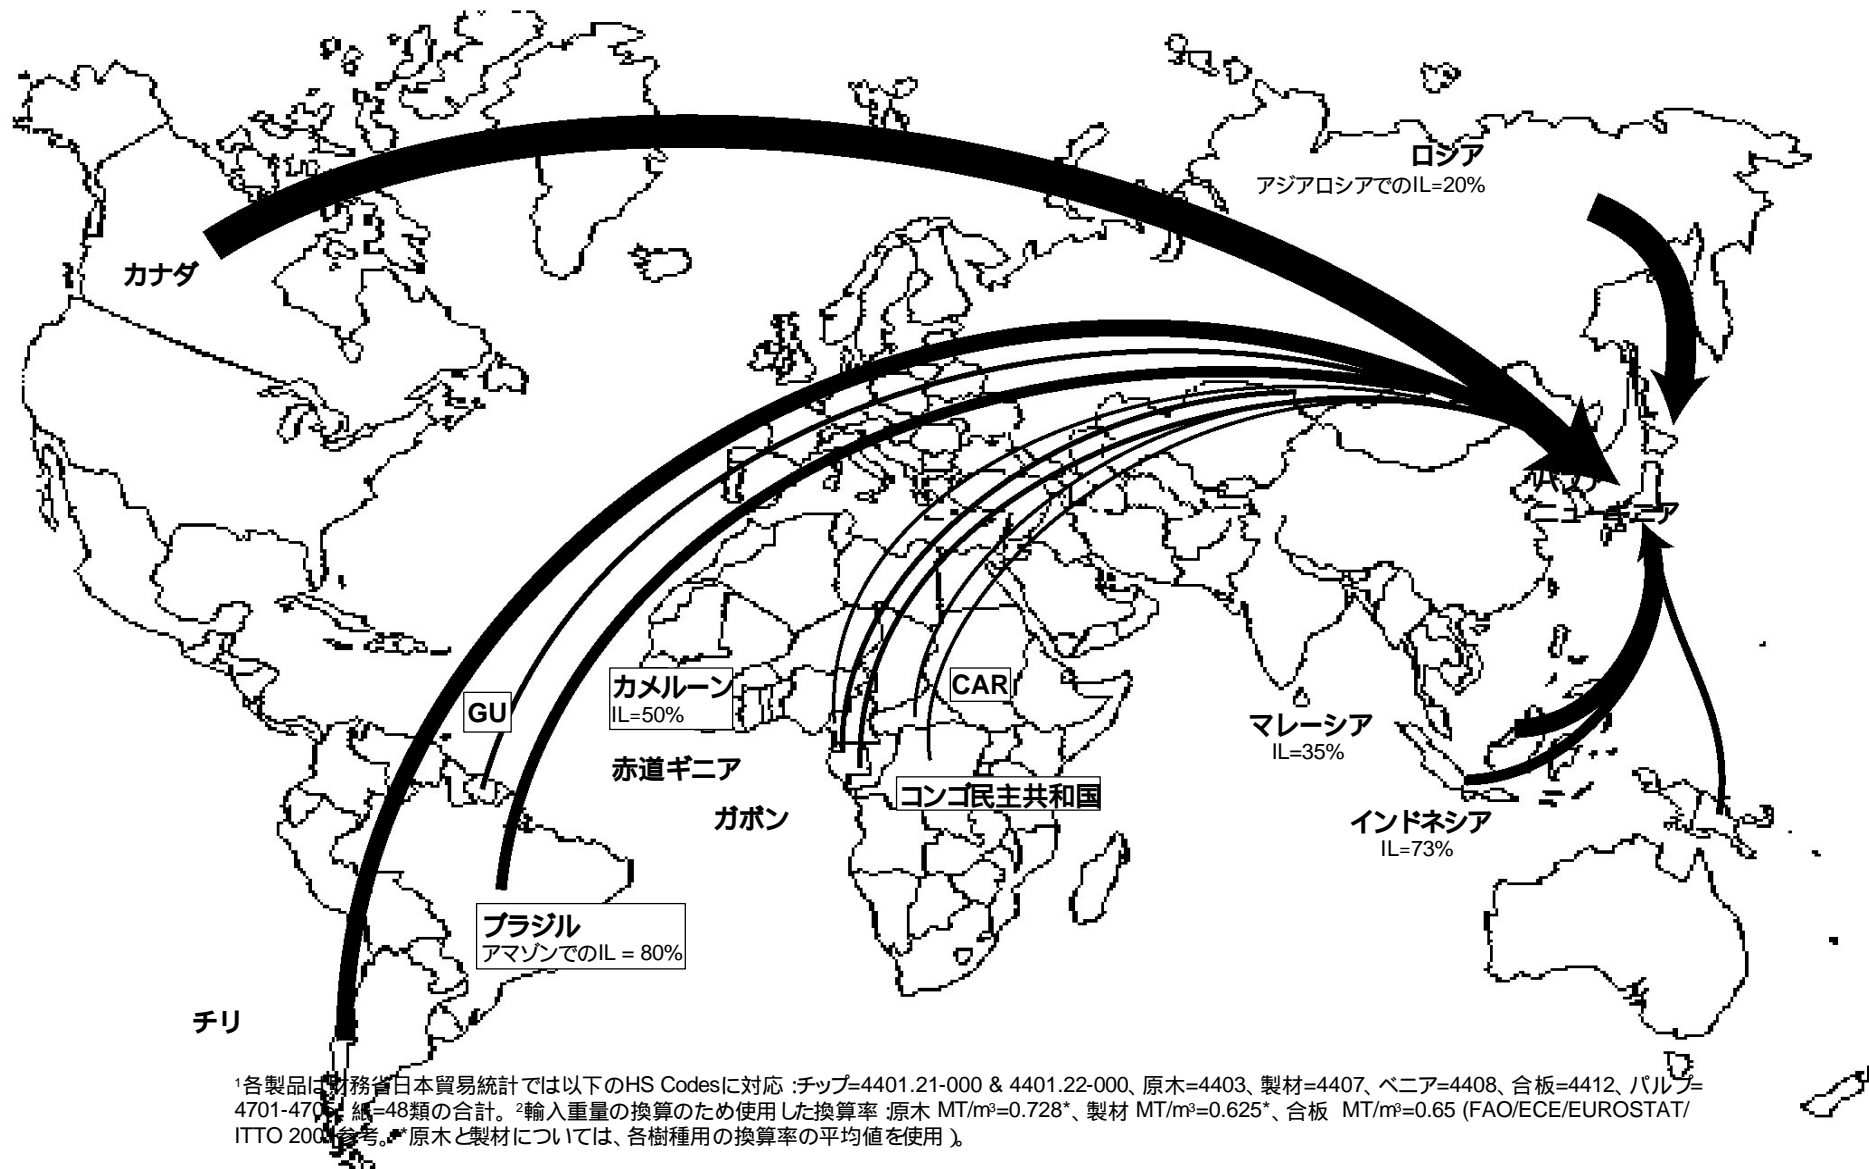 ロシア
アジアロシアでのIL=20%
カナダ
ニューギニア
GU
カメルーン
IL=50%
CAR
マレーシア
IL=35%
赤道ギニア
ガボン
コンゴ民主共和国
インドネシア
IL=73%
ブラジル
アマゾンでのIL = 80%
チリ
¹各製品は財務省日本貿易統計では以下のHS Codesに対応 :チップ=4401.21-000 & 4401.22-000、原木=4403、製材=4407、ベニア=4408、合板=4412、パルプ=
4701-4706、紙=48類の合計。 ²輸入重量の換算のため使用した換算率 :原木 MT/m³=0.728*、製材 MT/m³=0.625*、合板 MT/m³=0.65 (FAO/ECE/EUROSTAT/
ITTO 参考。 *原木と製材については、各樹種用の換算率の平均値を使用 )。